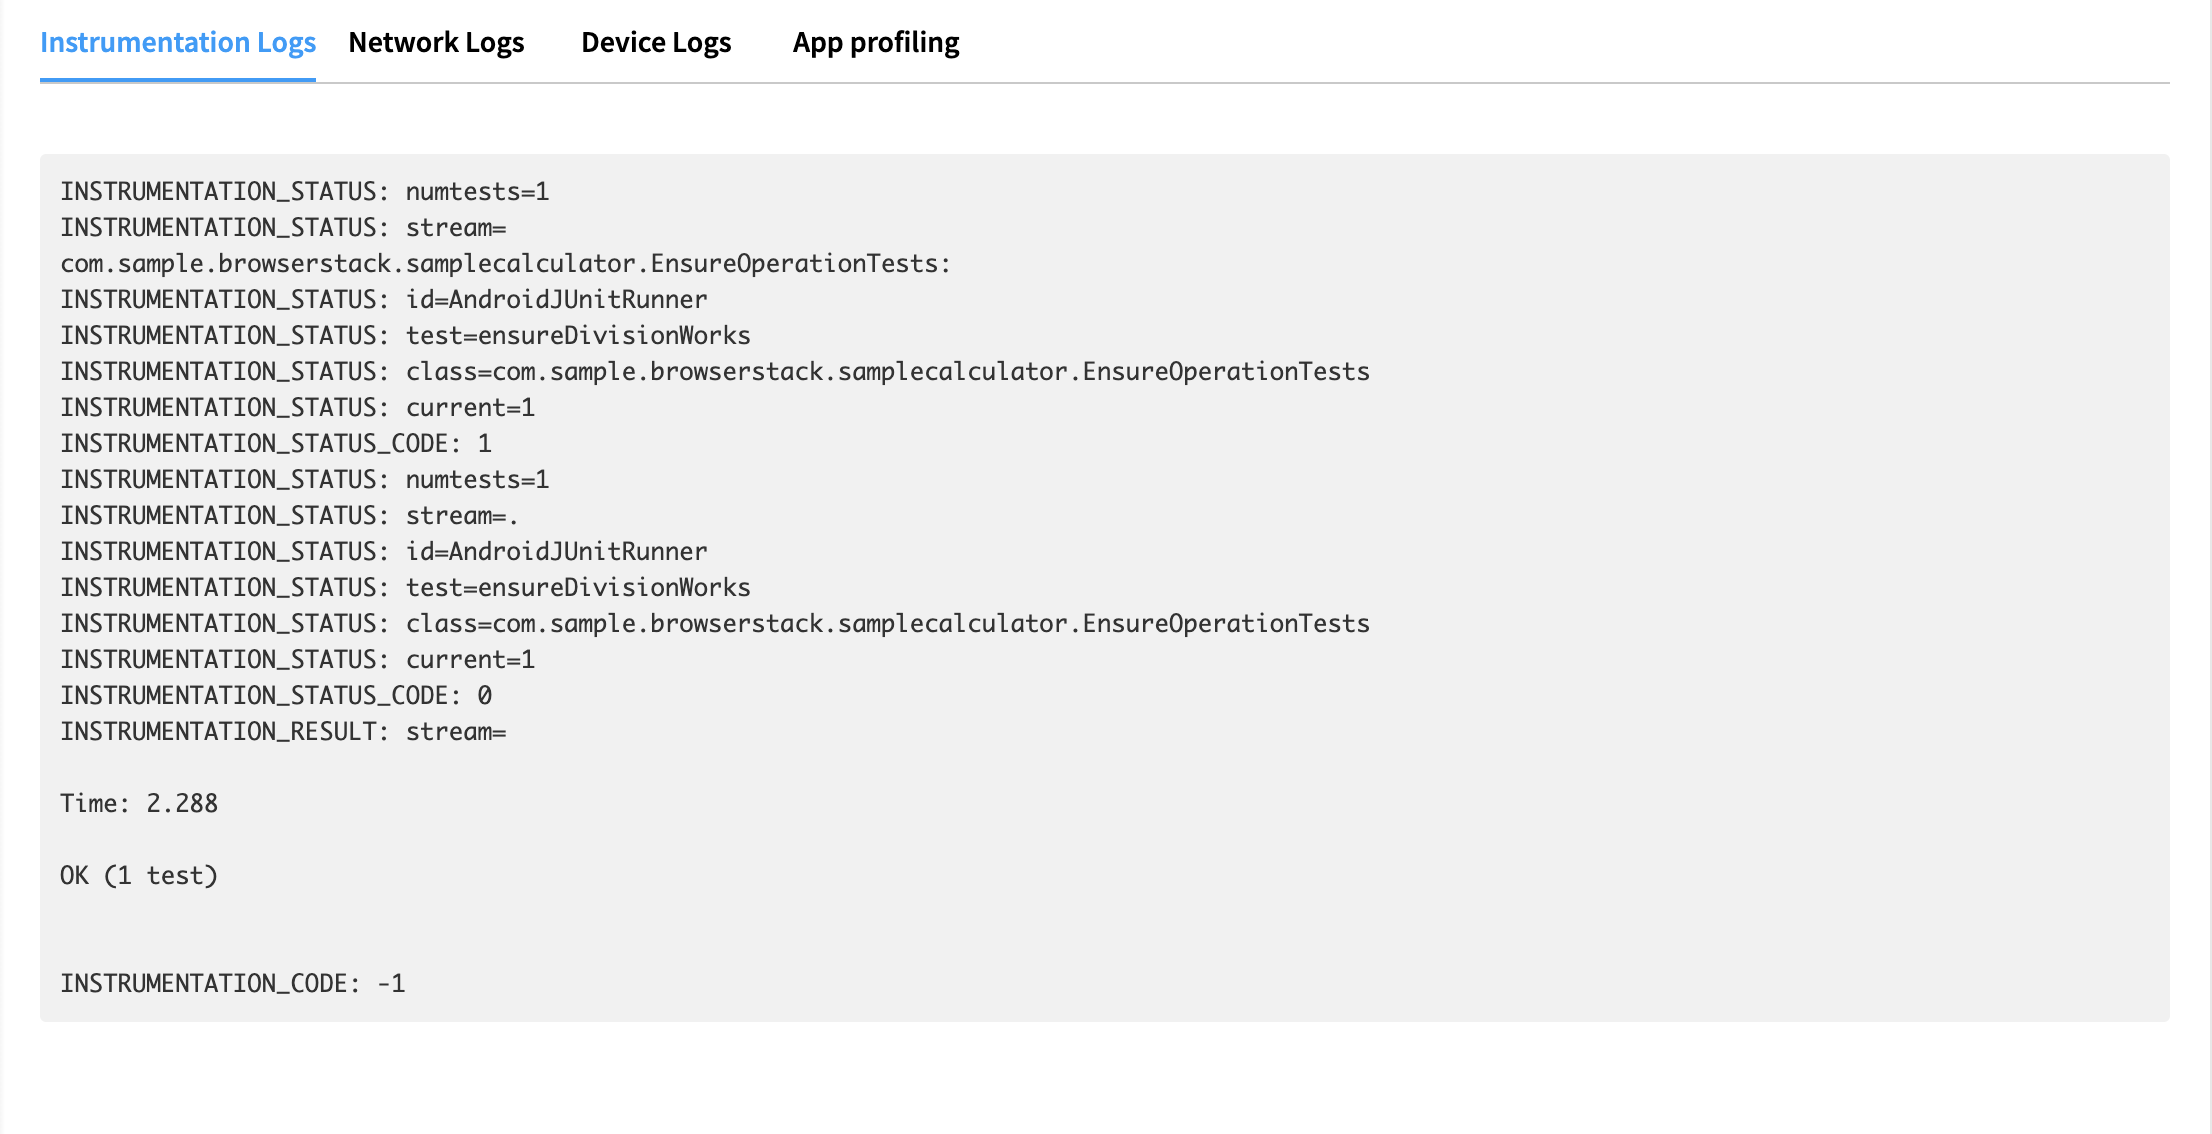 Instrumentation Logs Network Logs Device Logs App profiling
INSTRUMENTATION_STATUS: numtests=1
INSTRUMENTATION_STATUS: stream=
com.sample.browserstack.samplecalculator.EnsureOperationTests:
INSTRUMENTATION_STATUS: id=AndroidJUnitRunner
INSTRUMENTATION_STATUS: test=ensureDivisionWorks
INSTRUMENTATION_STATUS: class=com.sample.browserstack.samplecalculator.EnsureOperationTests
INSTRUMENTATION_STATUS: current=1
INSTRUMENTATION_STATUS_CODE: 1
INSTRUMENTATION_STATUS: numtests=1
INSTRUMENTATION_STATUS: stream=.
INSTRUMENTATION_STATUS: id=AndroidJUnitRunner
INSTRUMENTATION_STATUS: test=ensureDivisionWorks
INSTRUMENTATION_STATUS: class=com.sample.browserstack.samplecalculator.EnsureOperationTests
INSTRUMENTATION_STATUS: current=1
INSTRUMENTATION_STATUS_CODE: 0
INSTRUMENTATION_RESULT: stream=
Time: 2.288
OK (1 test)
INSTRUMENTATION_CODE: -1